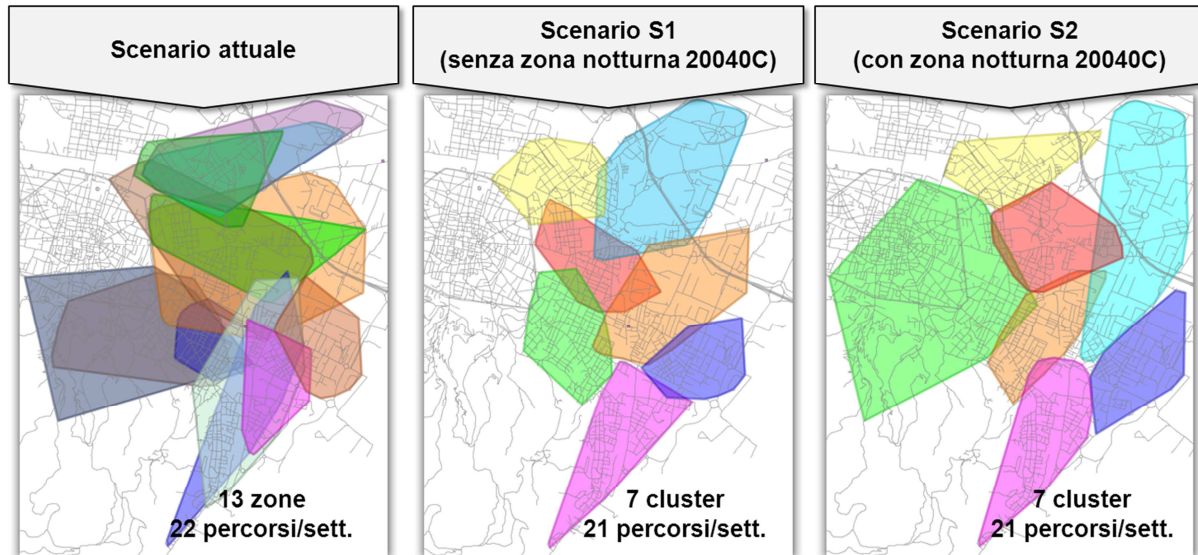 Scenario attuale
Scenario S1
(senza zona notturna 20040C)
Scenario S2
(con zona notturna 20040C)
13 zone
22 percorsi/sett.
7 cluster
21 percorsi/sett.
7 cluster
21 percorsi/sett.